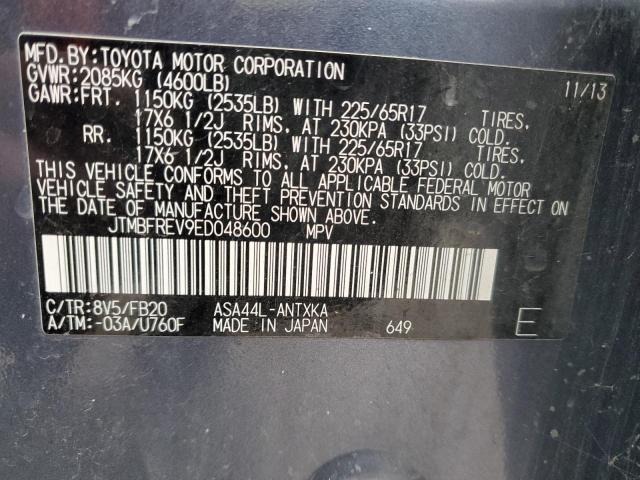 MFD.BY:TOYOTA MOTOR CORPORATION 11/13
GVWR:2085KG (4600LB)
GAWR:FRT. 1150KG (2535LB) WITH 225/65R17 TIRES,
17X6 1/2J RIMS, AT 230KPA (33PSI) COLD.
RR. 1150KG (2535LB) WITH 225/65R17 TIRES,
17X6 1/2J RIMS, AT 230KPA (33PSI) COLD.
THIS VEHICLE CONFORMS TO ALL APPLICABLE FEDERAL MOTOR
VEHICLE SAFETY AND THEFT PREVENTION STANDARDS IN EFFECT ON
THE DATE OF MANUFACTURE SHOWN ABOVE.
JTMBFREV9ED048600 MPV
C/TR:8V5/FB20 ASA44L-ANTXKA
A/TM:-03A/U760F MADE IN JAPAN 649 E